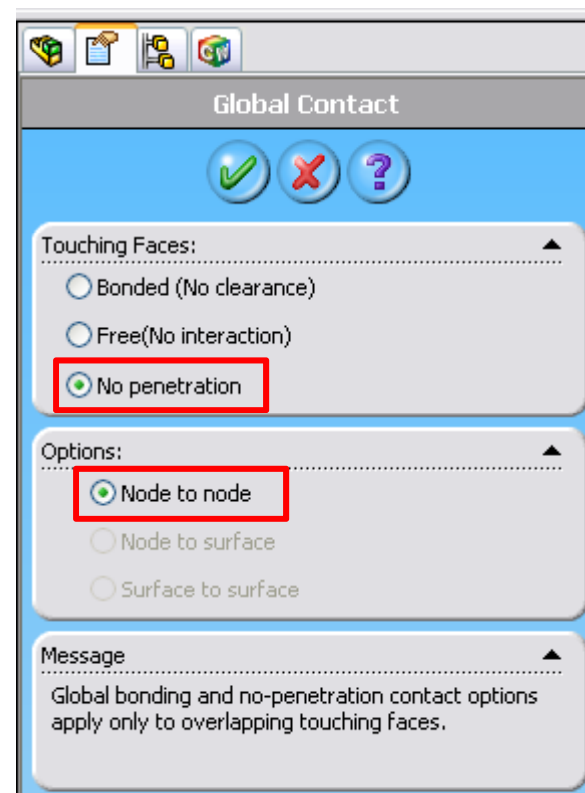 Global Contact
?
Touching Faces:
Bonded (No clearance)
Free(No interaction)
No penetration
Options:
Node to node
Node to surface
Surface to surface
Message
Global bonding and no-penetration contact options
apply only to overlapping touching faces.